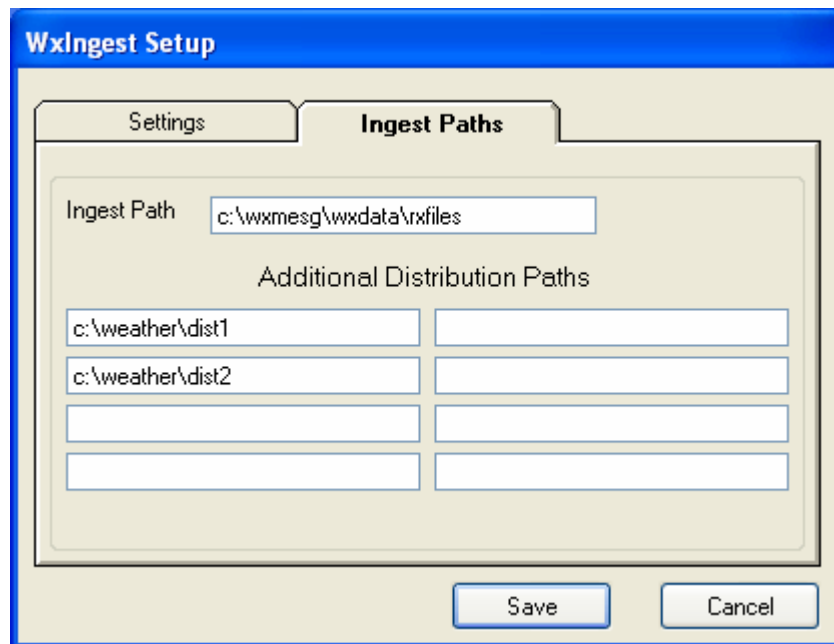 WxIngest Setup
Settings Ingest Paths
Ingest Path c:\wxmesg\wxdata\rxfiles
Additional Distribution Paths
c:\weather\dist1
c:\weather\dist2
Save Cancel